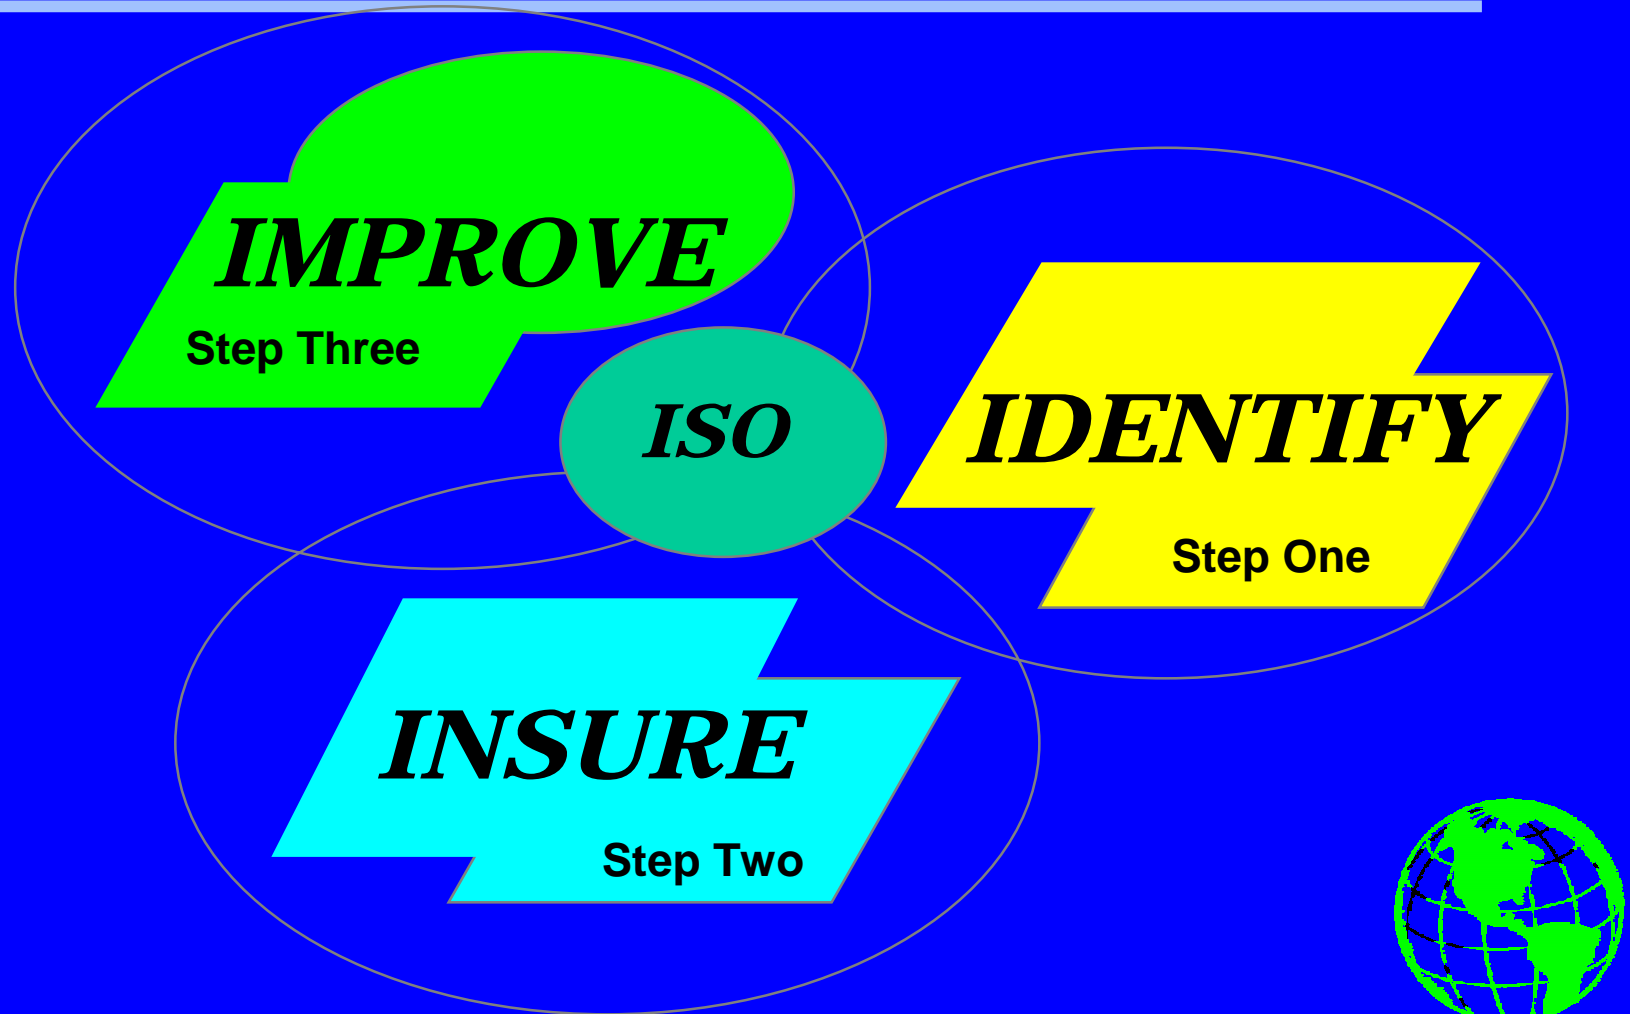 IMPROVE
Step Three
ISO
IDENTIFY
Step One
INSURE
Step Two